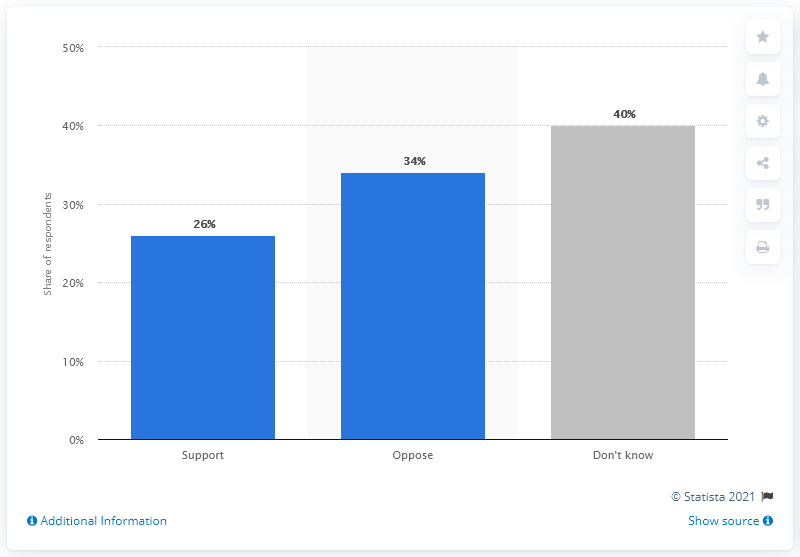 50%
40%
30%
20%
10%
0%
Share of respondents
26%
34%
40%
Support
Oppose
Don't know
© Statista 2021
Additional Information
Show source